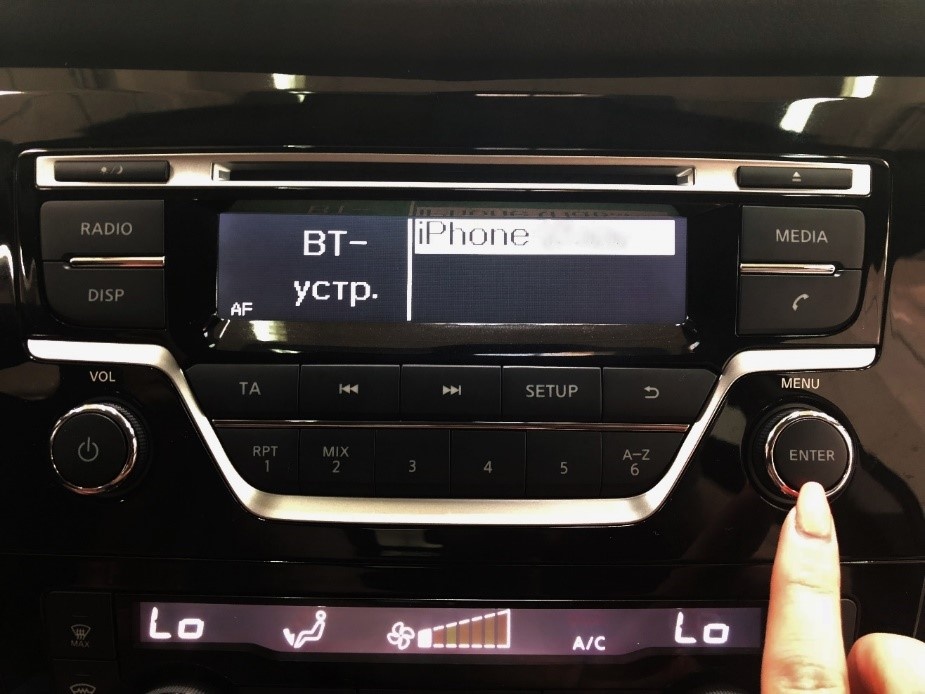 RADIO
MEDIA
DISP
BT-
устр.
AF
iPhone
VOL
MENU
TA
SETUP
RPT
1
MIX
2
3
4
5
A-Z
6
ENTER
Lo
A/C
Lo
MAX